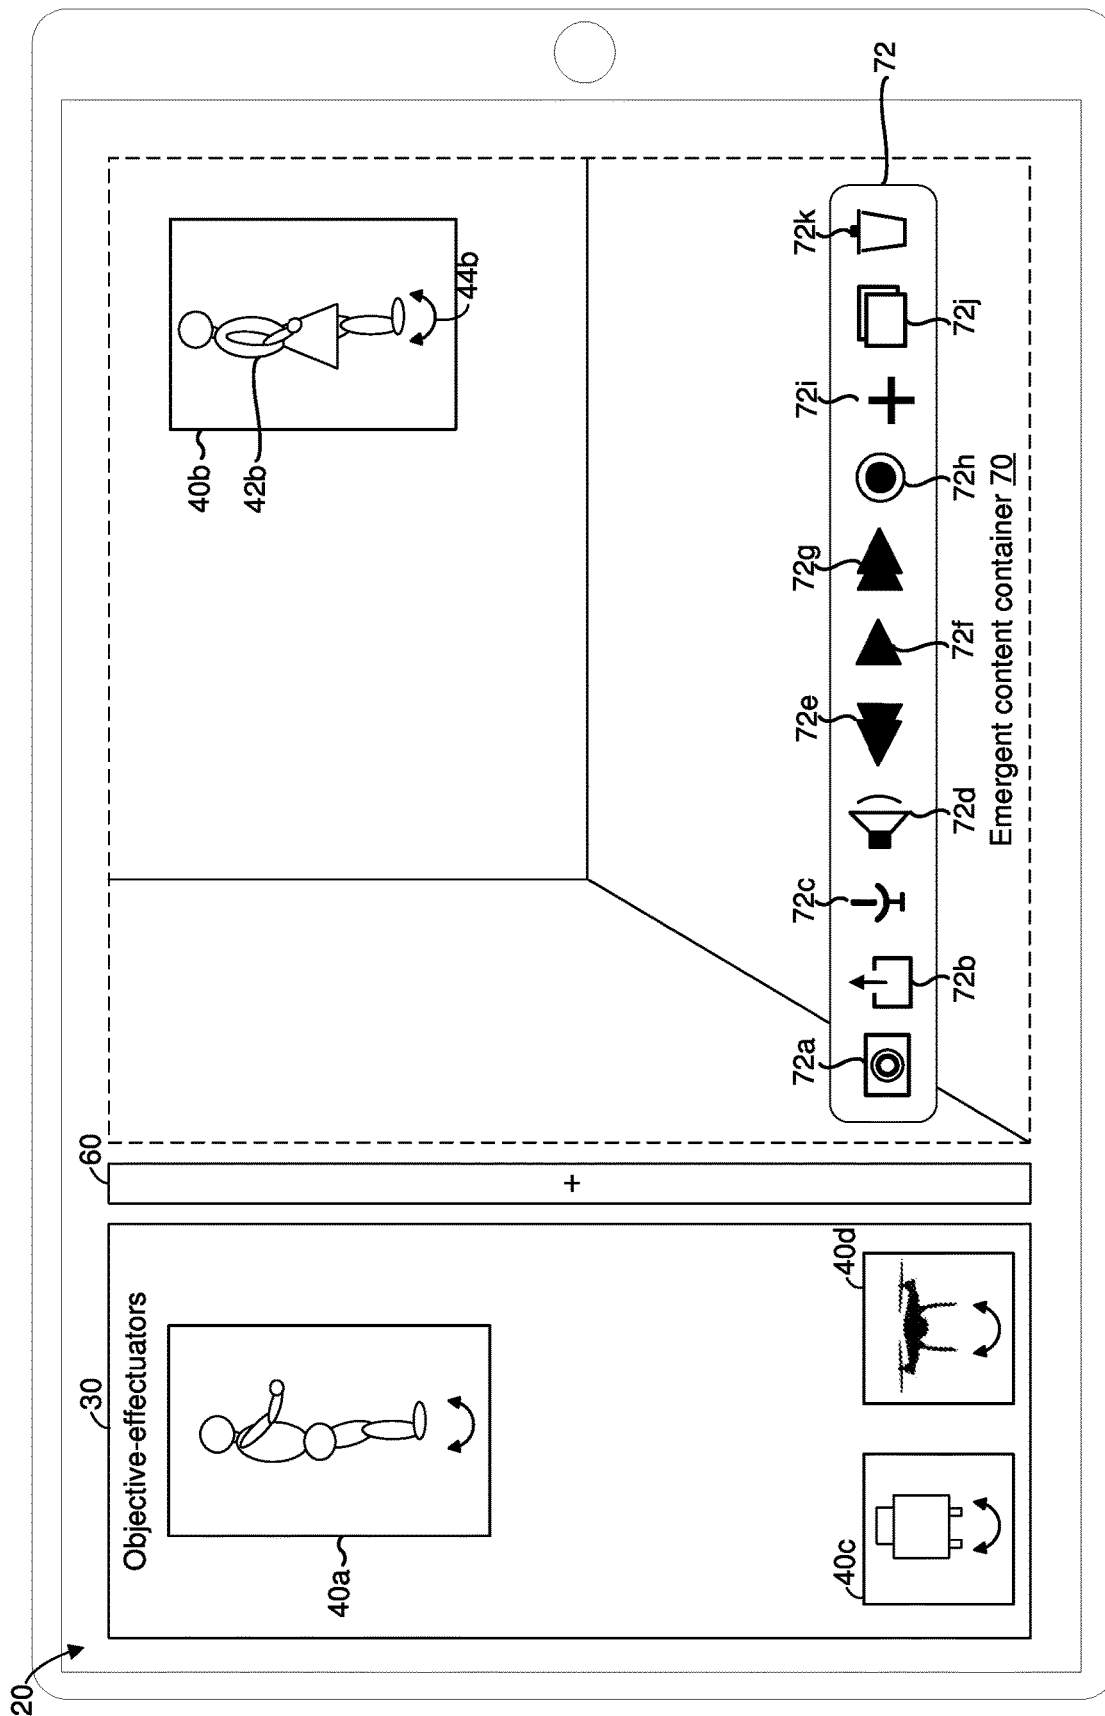 20
30
Objective-effectuators
40a
40c
40d
60
+
40b
42b
44b
72
72a
72b
72c
72d
72e
72f
72g
72h
72i
72j
72k
Emergent content container 70